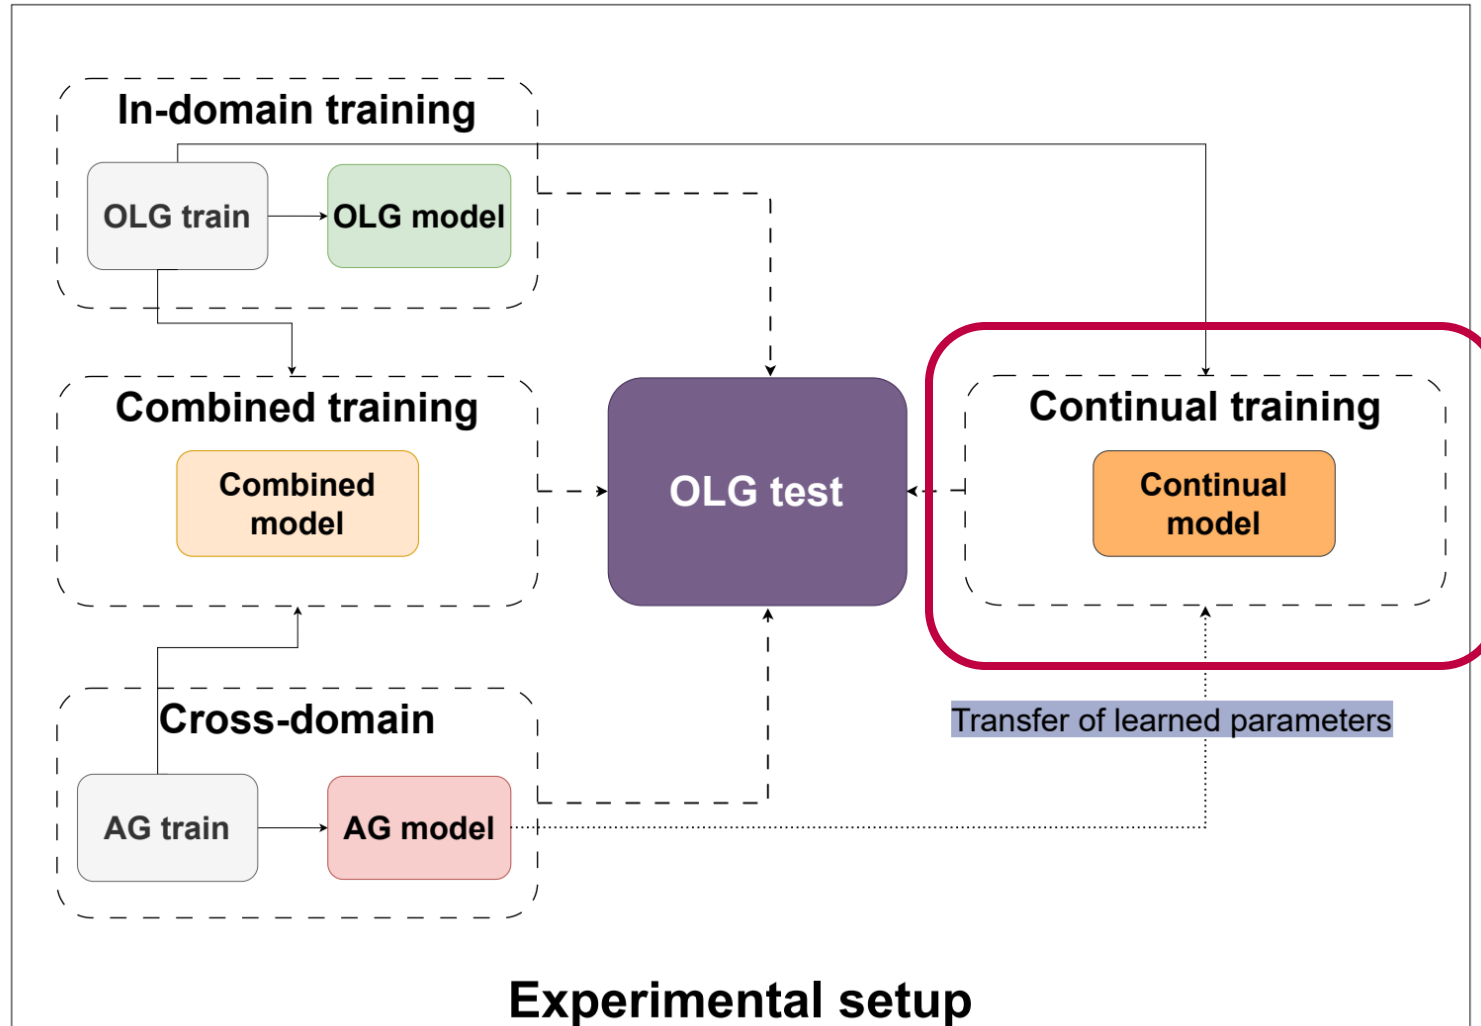 In-domain training
OLG train
OLG model
Combined training
Combined
model
OLG test
Continual training
Continual
model
Cross-domain
AG train
AG model
Transfer of learned parameters
Experimental setup